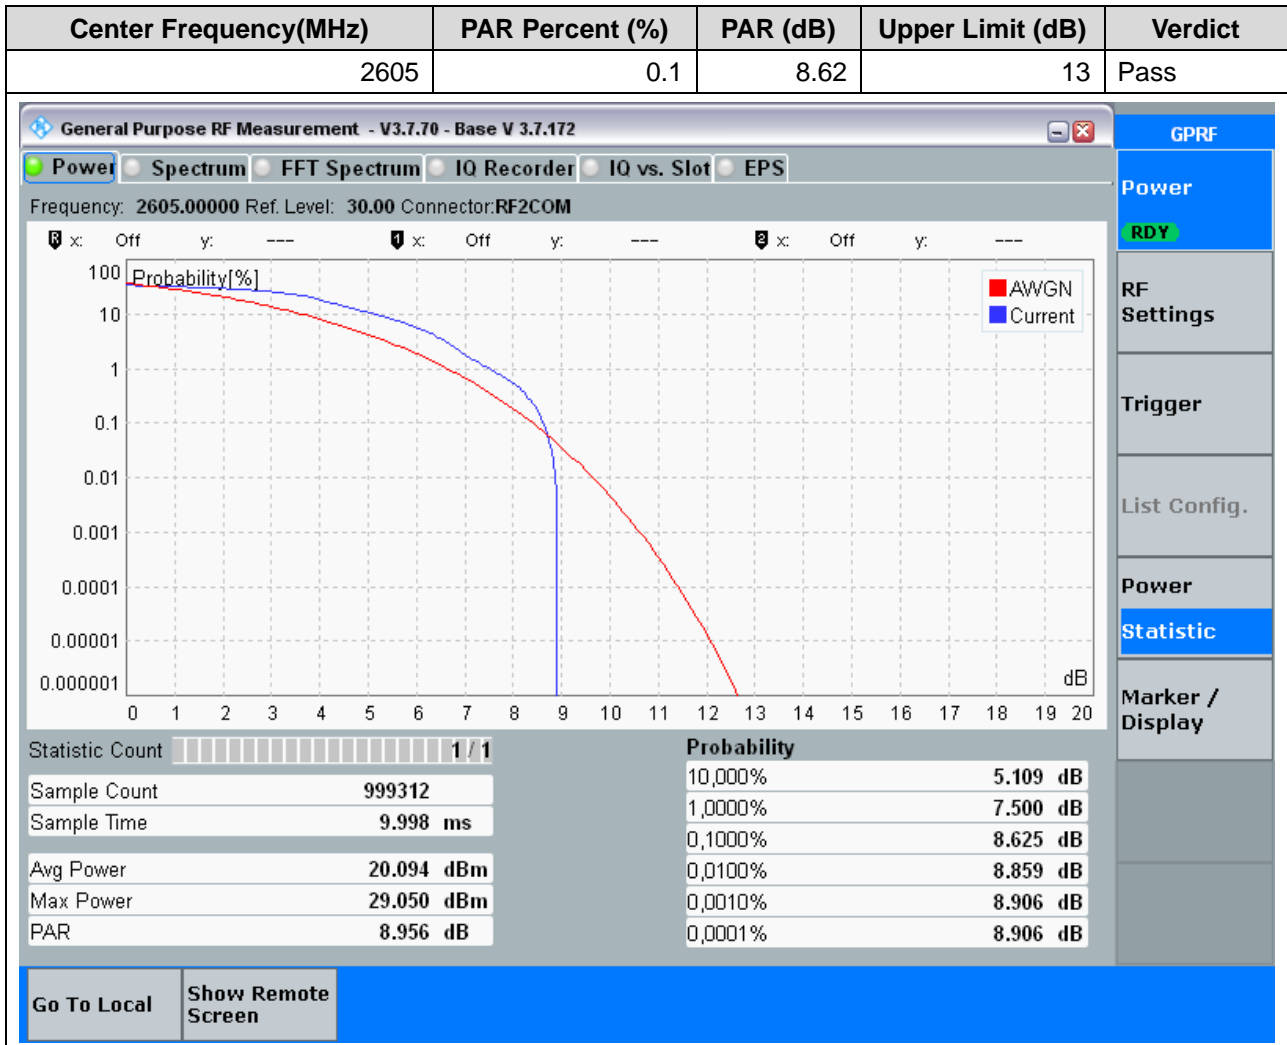 Center Frequency(MHz) PAR Percent (%) PAR (dB) Upper Limit (dB) Verdict
2605 0.1 8.62 13 Pass
General Purpose RF Measurement - V3.7.70 - Base V 3.7.172
GPRF
Power Spectrum FFT Spectrum IQ Recorder IQ vs. Slot EPS
Power
RDY
Frequency: 2605.00000 Ref. Level: 30.00 Connector:RF2COM
R x: Off y: --- 1 x: Off y: --- 2 x: Off y: ---
Probability[%]
AWGN
Current
100
10
1
0.1
0.01
0.001
0.0001
0.00001
0.000001
dB
0 1 2 3 4 5 6 7 8 9 10 11 12 13 14 15 16 17 18 19 20
RF
Settings
Trigger
List Config.
Power
Statistic
Marker /
Display
Statistic Count 1 / 1
Sample Count 999312
Sample Time 9.998 ms
Avg Power 20.094 dBm
Max Power 29.050 dBm
PAR 8.956 dB
Probability
10,000% 5.109 dB
1,0000% 7.500 dB
0,1000% 8.625 dB
0,0100% 8.859 dB
0,0010% 8.906 dB
0,0001% 8.906 dB
Go To Local
Show Remote
Screen